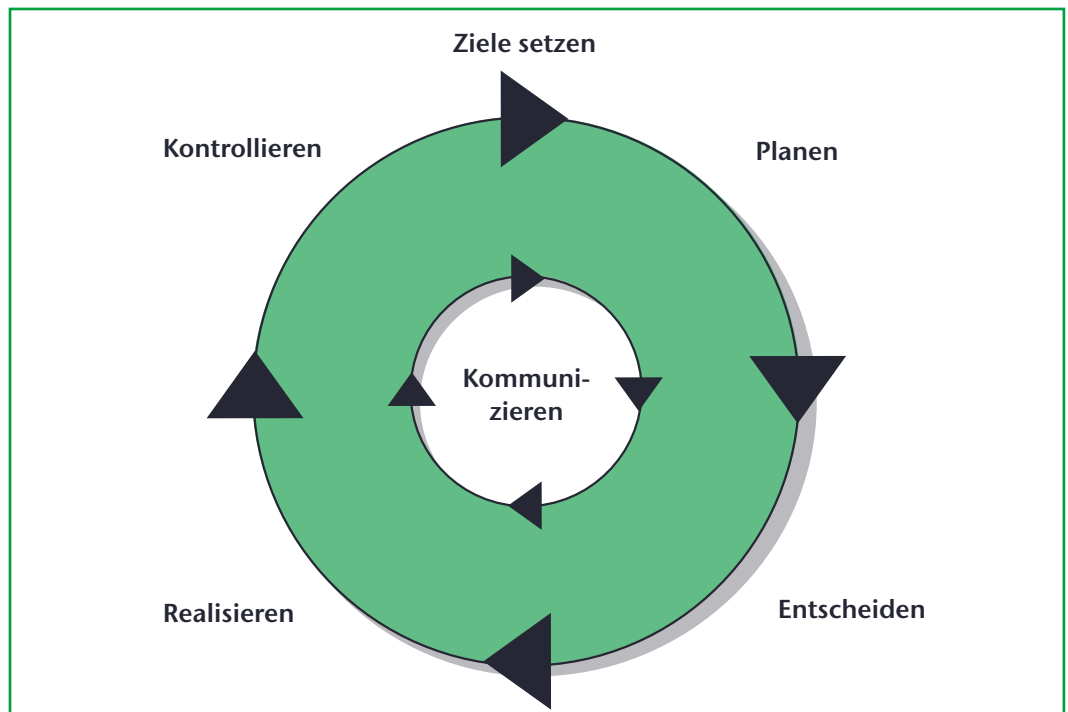 Ziele setzen
Kontrollieren
Planen
Kommuni-
zieren
Realisieren
Entscheiden